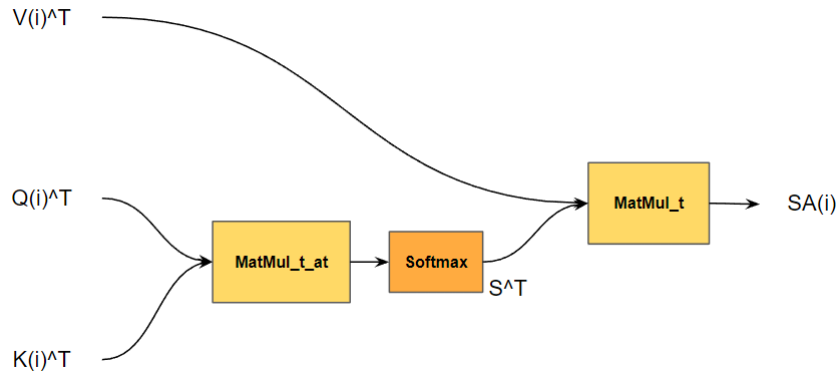 V(i)^T
Q(i)^T
MatMul_t
SA(i)
MatMul_t_at
Softmax
S^T
K(i)^T